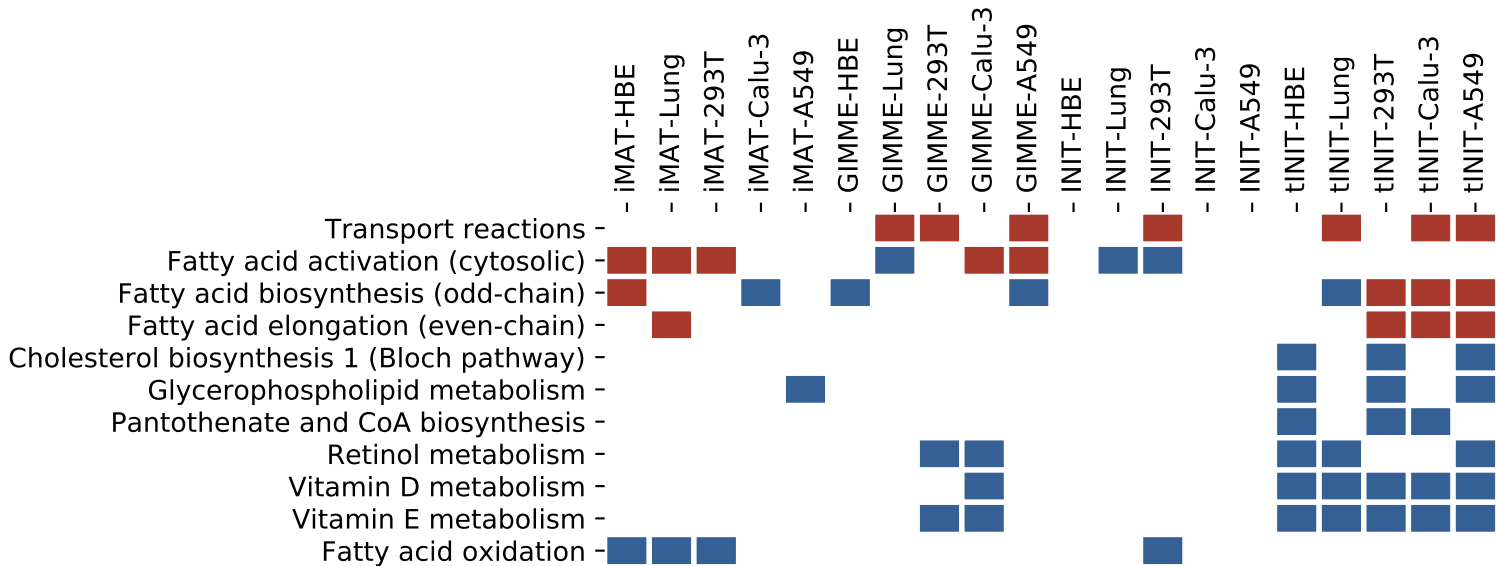 iMAT-HBE
iMAT-Lung
iMAT-293T
iMAT-Calu-3
iMAT-A549
GIMME-HBE
GIMME-Lung
GIMME-293T
GIMME-Calu-3
GIMME-A549
INIT-HBE
INIT-Lung
INIT-293T
INIT-Calu-3
INIT-A549
tINIT-HBE
tINIT-Lung
tINIT-293T
tINIT-Calu-3
tINIT-A549
Transport reactions
Fatty acid activation (cytosolic)
Fatty acid biosynthesis (odd-chain)
Fatty acid elongation (even-chain)
Cholesterol biosynthesis 1 (Bloch pathway)
Glycerophospholipid metabolism
Pantothenate and CoA biosynthesis
Retinol metabolism
Vitamin D metabolism
Vitamin E metabolism
Fatty acid oxidation